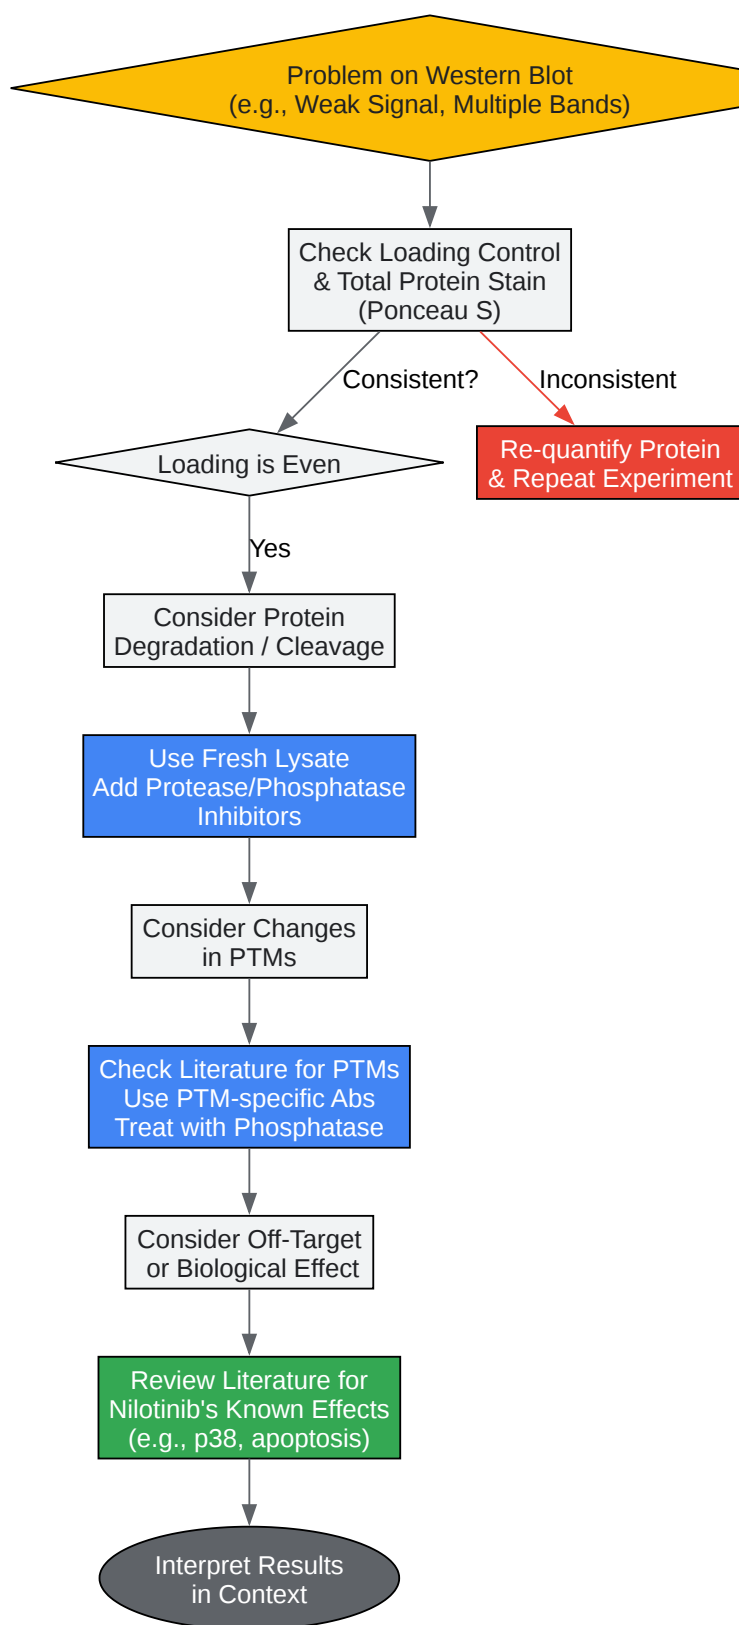 Problem on Western Blot
(e.g., Weak Signal, Multiple Bands)
Check Loading Control
& Total Protein Stain
(Ponceau S)
Consistent?
Inconsistent
Loading is Even
Re-quantify Protein
& Repeat Experiment
Yes
Consider Protein
Degradation / Cleavage
Use Fresh Lysate
Add Protease/Phosphatase
Inhibitors
Consider Changes
in PTMs
Check Literature for PTMs
Use PTM-specific Abs
Treat with Phosphatase
Consider Off-Target
or Biological Effect
Review Literature for
Nilotinib's Known Effects
(e.g., p38, apoptosis)
Interpret Results
in Context